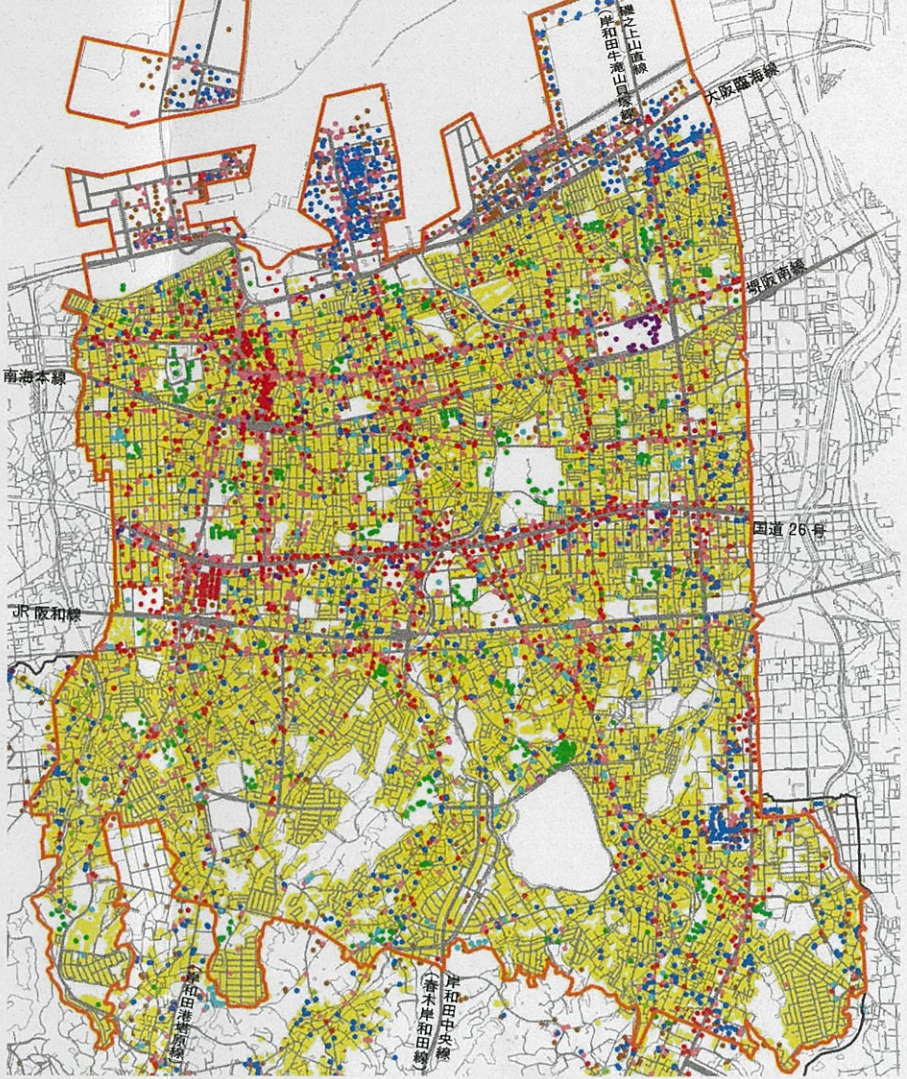 磯之上山直線
(岸和田牛滝山貝塚線)
大阪臨海線
堺阪南線
南海本線
国道26号
JR阪和線
(岸和田港塔原線)
岸和田中央線
(春木岸和田線)